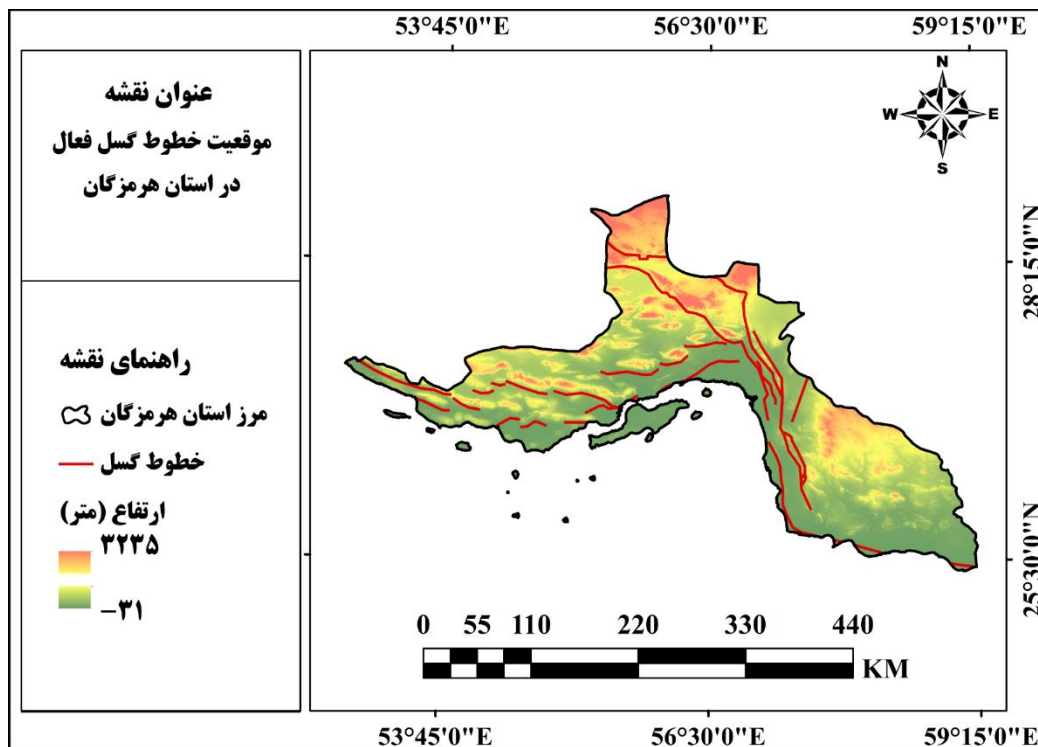 53°45'0"E 56°30'0"E 59°15'0"E
عنوان نقشه
موقعیت خطوط گسل فعال
در استان هرمزگان
N
W E
S
28°15'0"N
راهنمای نقشه
مرز استان هرمزگان
خطوط گسل
ارتفاع (متر)
۳۲۳۵
-۳۱
25°30'0"N
0 55 110 220 330 440
KM
53°45'0"E 56°30'0"E 59°15'0"E